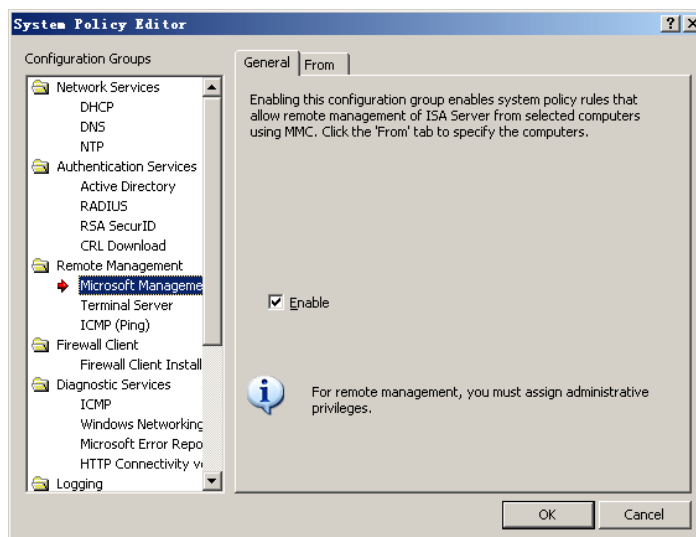 System Policy Editor
Configuration Groups
Network Services
DHCP
DNS
NTP
Authentication Services
Active Directory
RADIUS
RSA SecurID
CRL Download
Remote Management
Microsoft Manageme
Terminal Server
ICMP (Ping)
Firewall Client
Firewall Client Install
Diagnostic Services
ICMP
Windows Networking
Microsoft Error Repo
HTTP Connectivity v
Logging
General
From
Enabling this configuration group enables system policy rules that
allow remote management of ISA Server from selected computers
using MMC. Click the 'From' tab to specify the computers.
Enable
For remote management, you must assign administrative
privileges.
OK
Cancel